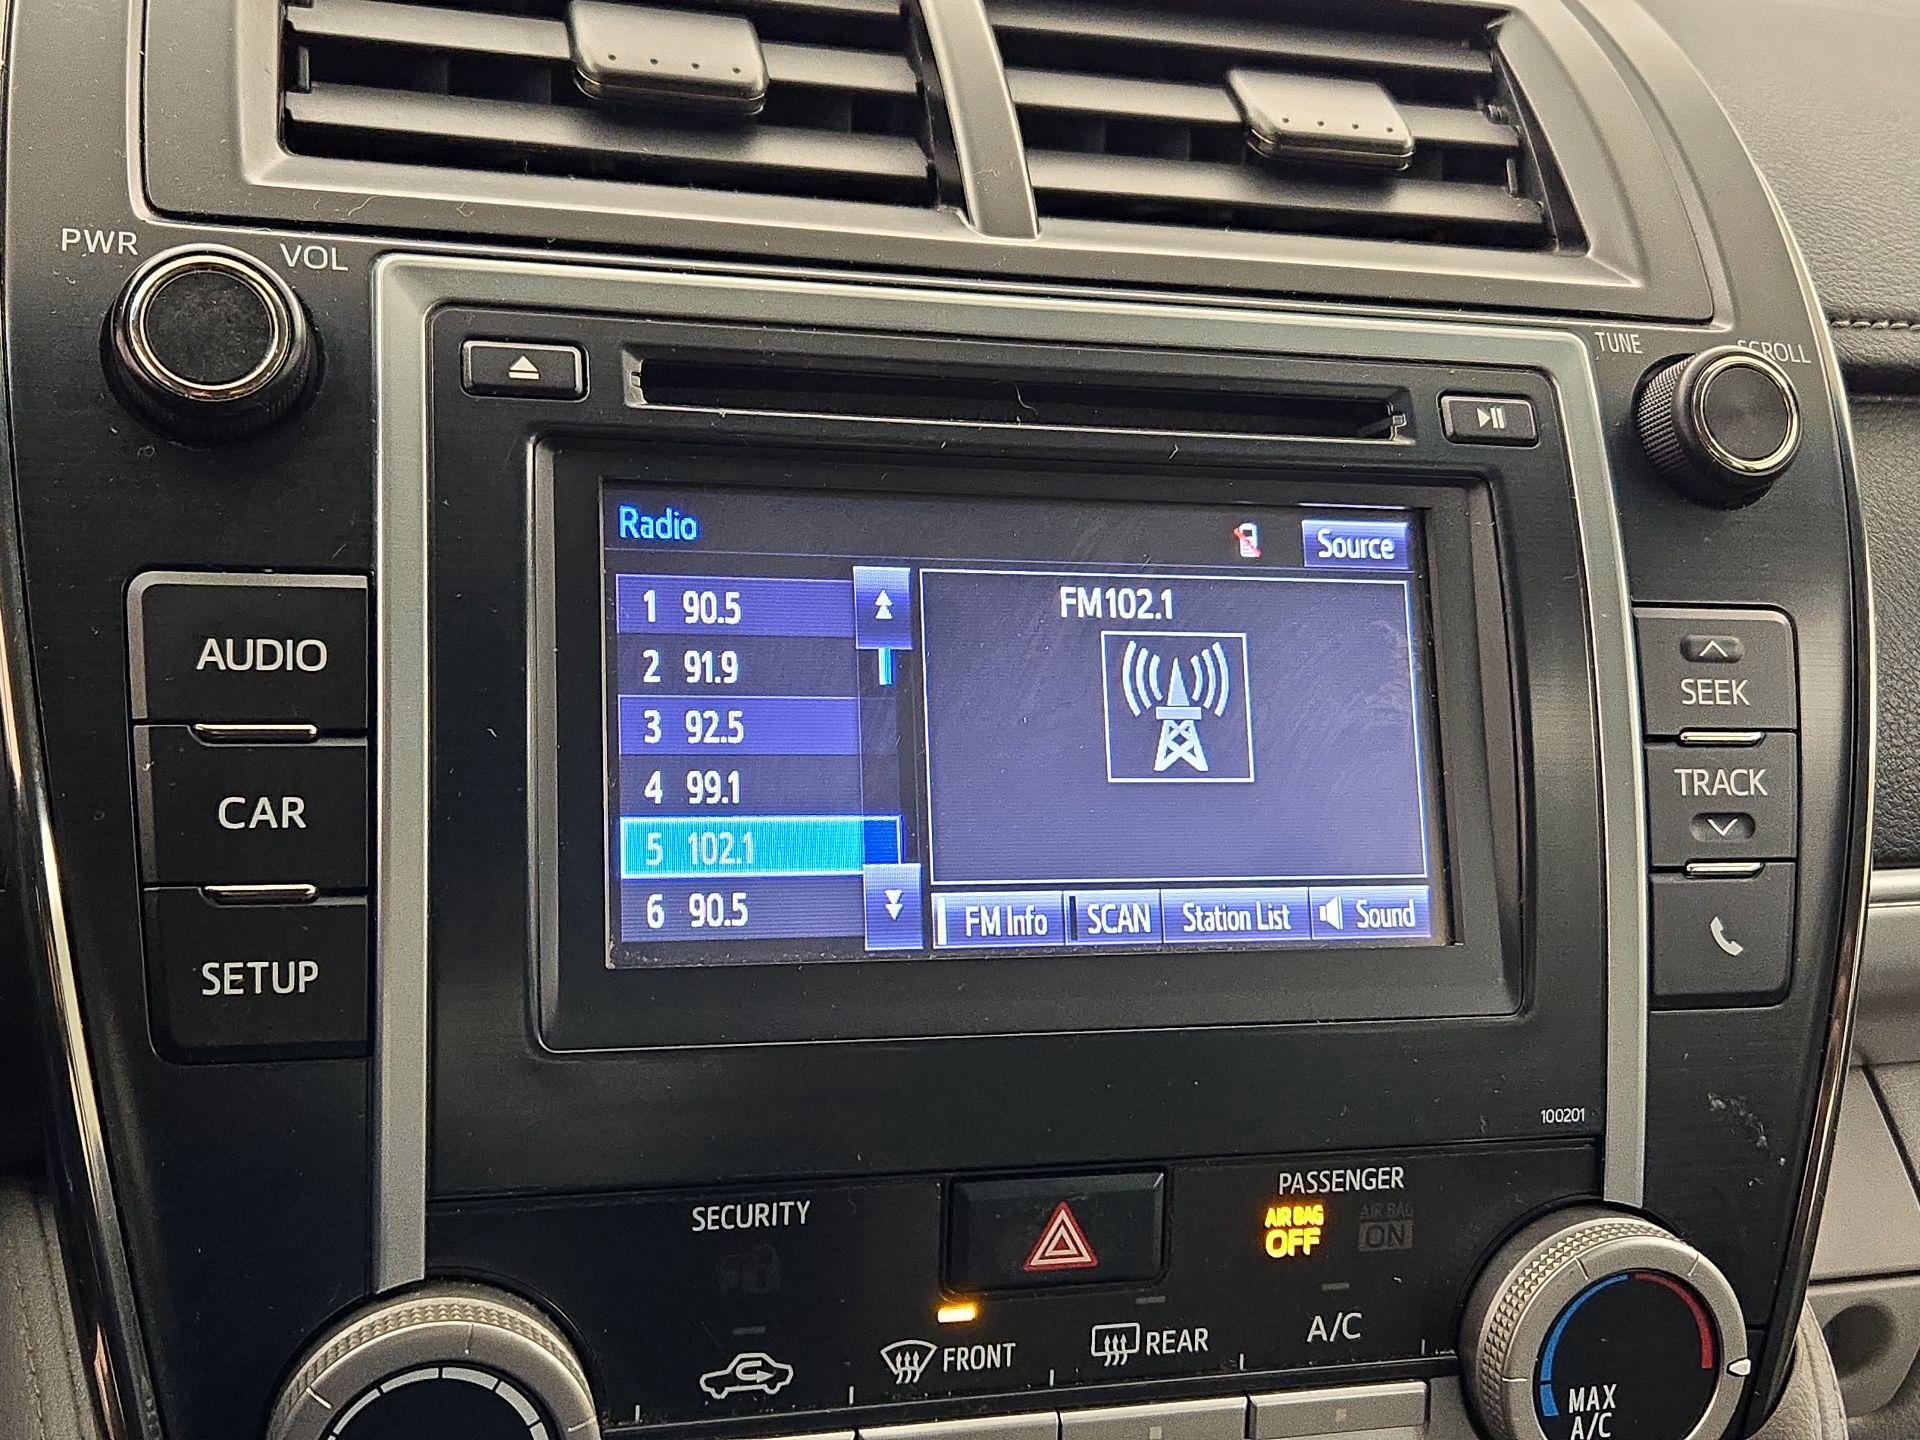 PWR
VOL
TUNE
SCROLL
Radio
Source
1 90.5
2 91.9
3 92.5
4 99.1
5 102.1
6 90.5
FM102.1
FM Info
SCAN
Station List
Sound
AUDIO
CAR
SETUP
SEEK
TRACK
100201
SECURITY
PASSENGER
AIR BAG
OFF
AIR BAG
ON
FRONT
REAR
A/C
MAX
A/C